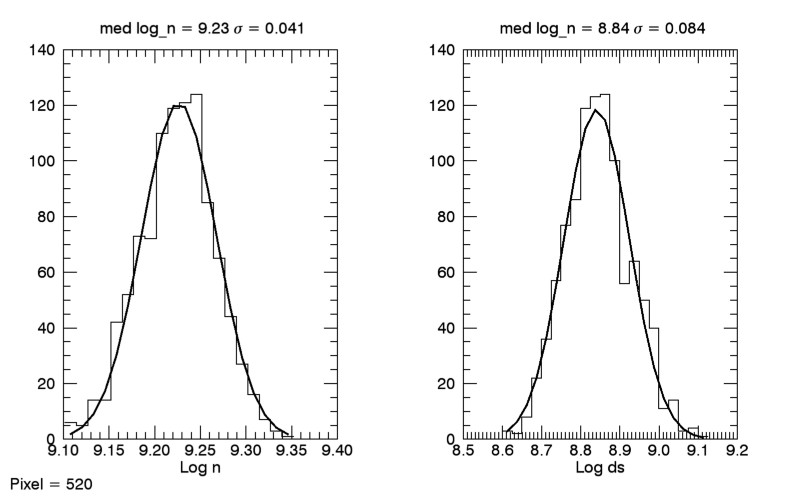 med log_n = 9.23 σ = 0.041
140
120
100
80
60
40
20
0
9.10 9.15 9.20 9.25 9.30 9.35 9.40
Log n
med log_n = 8.84 σ = 0.084
140
120
100
80
60
40
20
0
8.5 8.6 8.7 8.8 8.9 9.0 9.1 9.2
Log ds
Pixel = 520